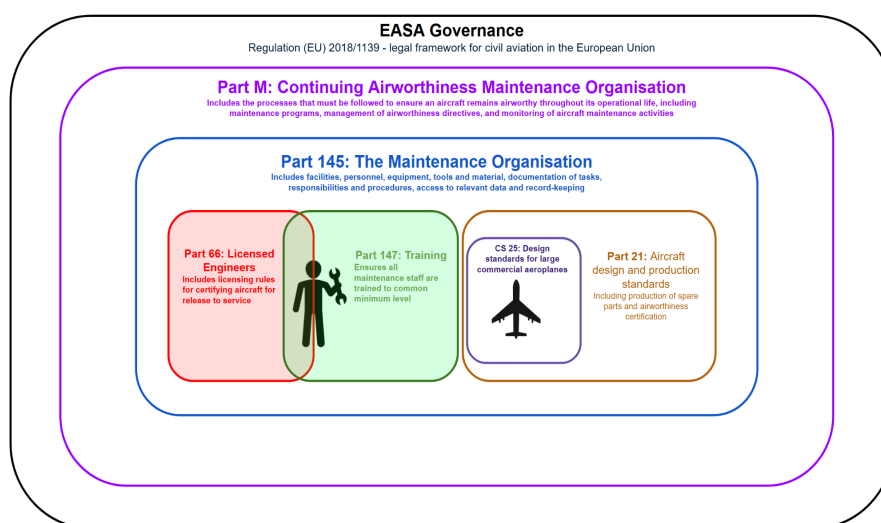 EASA Governance
Regulation (EU) 2018/1139 - legal framework for civil aviation in the European Union
Part M: Continuing Airworthiness Maintenance Organisation
Includes the processes that must be followed to ensure an aircraft remains airworthy throughout its operational life, including
maintenance programs, management of airworthiness directives, and monitoring of aircraft maintenance activities
Part 145: The Maintenance Organisation
Includes facilities, personnel, equipment, tools and material, documentation of tasks,
responsibilities and procedures, access to relevant data and record-keeping
Part 66: Licensed
Engineers
Includes licensing rules
for certifying aircraft for
release to service
Part 147: Training
Ensures all
maintenance staff are
trained to common
minimum level
CS 25: Design
standards for large
commercial aeroplanes
Part 21: Aircraft
design and production
standards
Including production of spare
parts and airworthiness
certification